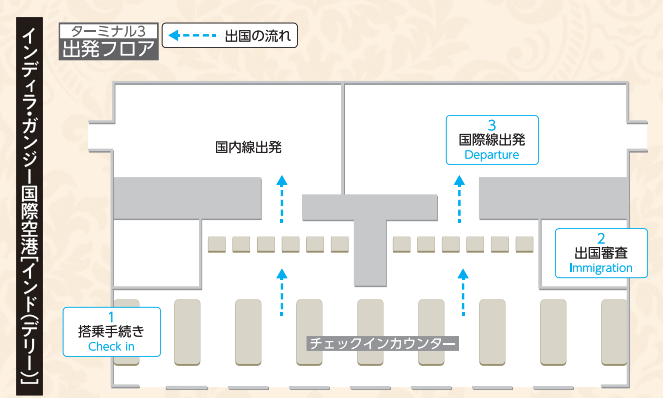 インディラ・ガンジー国際空港[インド(デリー)]
ターミナル3
出発フロア
出国の流れ
国内線出発
3
国際線出発
Departure
2
出国審査
Immigration
1
搭乗手続き
Check in
チェックインカウンター